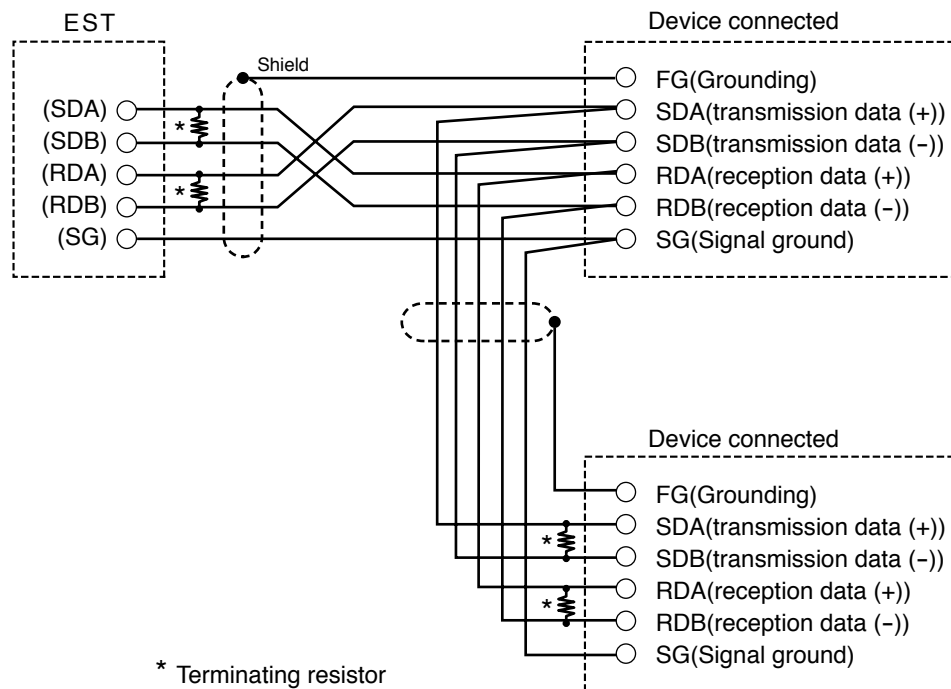 EST
(SDA)
(SDB)
(RDA)
(RDB)
(SG)
*
*
Shield
Device connected
FG(Grounding)
SDA(transmission data (+))
SDB(transmission data (-))
RDA(reception data (+))
RDB(reception data (-))
SG(Signal ground)
Device connected
FG(Grounding)
SDA(transmission data (+))
SDB(transmission data (-))
RDA(reception data (+))
RDB(reception data (-))
SG(Signal ground)
*
*
* Terminating resistor